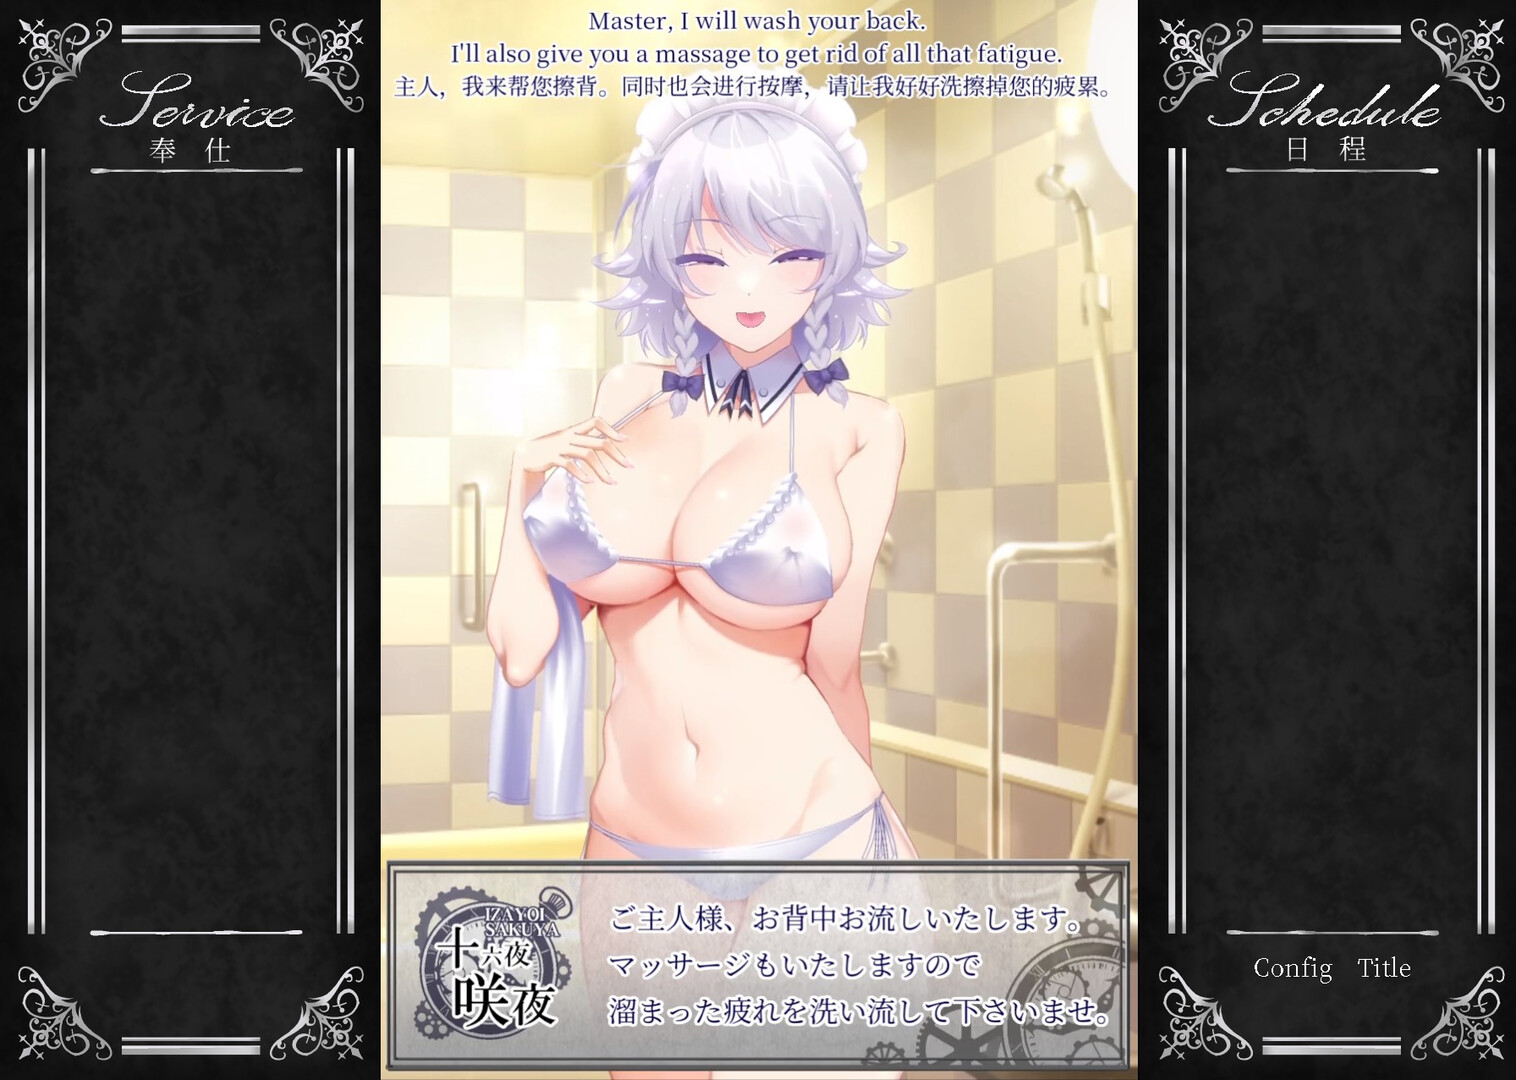 Service
奉仕
Master, I will wash your back.
I'll also give you a massage to get rid of all that fatigue.
主人，我来帮您擦背。同时也会进行按摩，请让我好好洗擦掉您的疲累。
Schedule
日程
IZAYOI
SAKUYA
十六夜
咲夜
ご主人様、お背中お流しいたします。
マッサージもいたしますので
溜まった疲れを洗い流して下さいませ。
Config Title